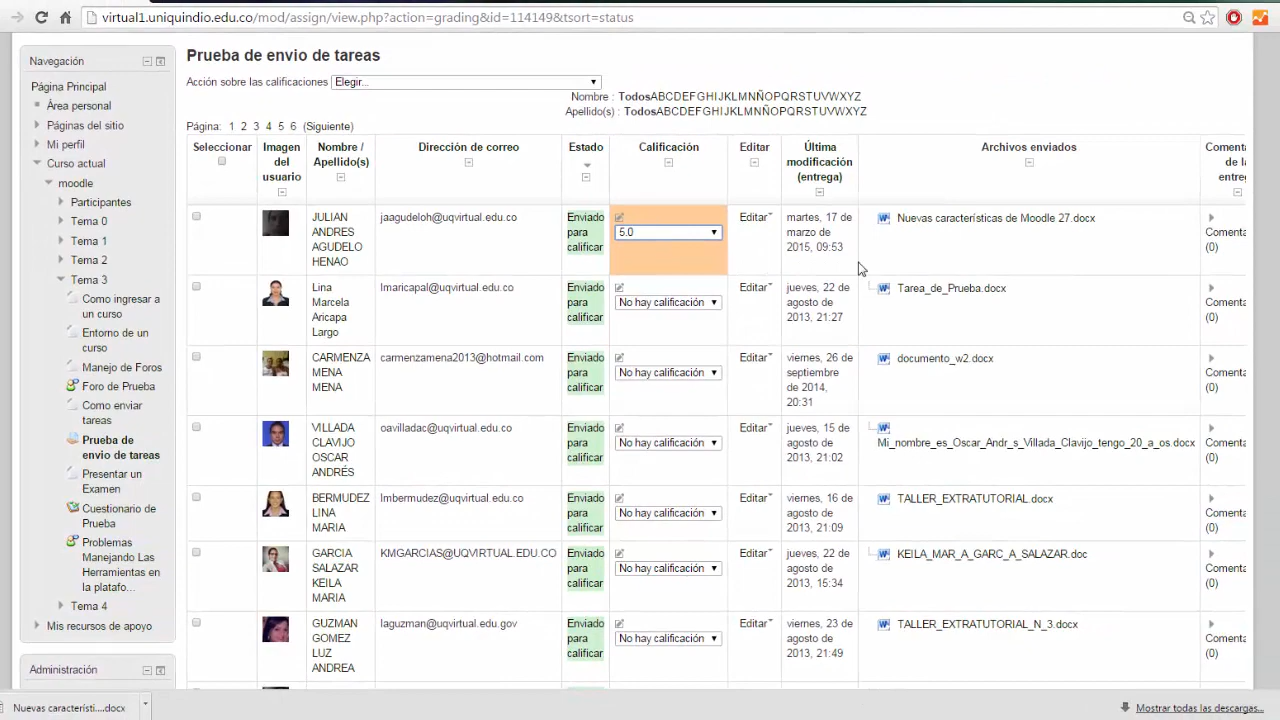 virtual1.uniquindio.edu.co/mod/assign/view.php?action=grading&id=114149&tsort=status
Navegación
Página Principal
Área personal
Páginas del sitio
Mi perfil
Curso actual
moodle
Participantes
Tema 0
Tema 1
Tema 2
Tema 3
Como ingresar a
un curso
Entorno de un
curso
Manejo de Foros
Foro de Prueba
Como enviar
tareas
Prueba de
envio de tareas
Presentar un
Examen
Cuestionario de
Prueba
Problemas
Manejando Las
Herramientas en
la platafo...
Tema 4
Mis recursos de apoyo
Administración
Prueba de envio de tareas
Acción sobre las calificaciones Elegir...
Nombre : TodosABCDEFGHIJKLMNÑOPQRSTUVWXYZ
Apellido(s) : TodosABCDEFGHIJKLMNÑOPQRSTUVWXYZ
Página: 1 2 3 4 5 6 (Siguiente)
Seleccionar
Imagen
del
usuario
Nombre /
Apellido(s)
Dirección de correo
Estado
Calificación
Editar
Última
modificación
(entrega)
Archivos enviados
Comenta
de la
entreg
JULIAN
ANDRES
AGUDELO
HENAO
jaagudeloh@uqvirtual.edu.co
Enviado
para
calificar
5.0
Editar
martes, 17 de
marzo de
2015, 09:53
Nuevas características de Moodle 27.docx
Comenta
(0)
Lina
Marcela
Aricapa
Largo
lmaricapal@uqvirtual.edu.co
Enviado
para
calificar
No hay calificación
Editar
jueves, 22 de
agosto de
2013, 21:27
Tarea_de_Prueba.docx
Comenta
(0)
CARMENZA
MENA
MENA
carmenzamena2013@hotmail.com
Enviado
para
calificar
No hay calificación
Editar
viernes, 26 de
septiembre
de 2014,
20:31
documento_w2.docx
Comenta
(0)
VILLADA
CLAVIJO
OSCAR
ANDRÉS
oavilladac@uqvirtual.edu.co
Enviado
para
calificar
No hay calificación
Editar
jueves, 15 de
agosto de
2013, 21:02
Mi_nombre_es_Oscar_Andr_s_Villada_Clavijo_tengo_20_a_os.docx
Comenta
(0)
BERMUDEZ
LINA
MARIA
lmbermudez@uqvirtual.edu.co
Enviado
para
calificar
No hay calificación
Editar
viernes, 16 de
agosto de
2013, 21:09
TALLER_EXTRATUTORIAL.docx
Comenta
(0)
GARCIA
SALAZAR
KEILA
MARIA
KMGARCIAS@UQVIRTUAL.EDU.CO
Enviado
para
calificar
No hay calificación
Editar
jueves, 22 de
agosto de
2013, 15:34
KEILA_MAR_A_GARC_A_SALAZAR.doc
Comenta
(0)
GUZMAN
GOMEZ
LUZ
ANDREA
laguzman@uqvirtual.edu.gov
Enviado
para
calificar
No hay calificación
Editar
viernes, 23 de
agosto de
2013, 21:49
TALLER_EXTRATUTORIAL_N_3.docx
Comenta
(0)
Nuevas característi....docx
Mostrar todas las descargas...